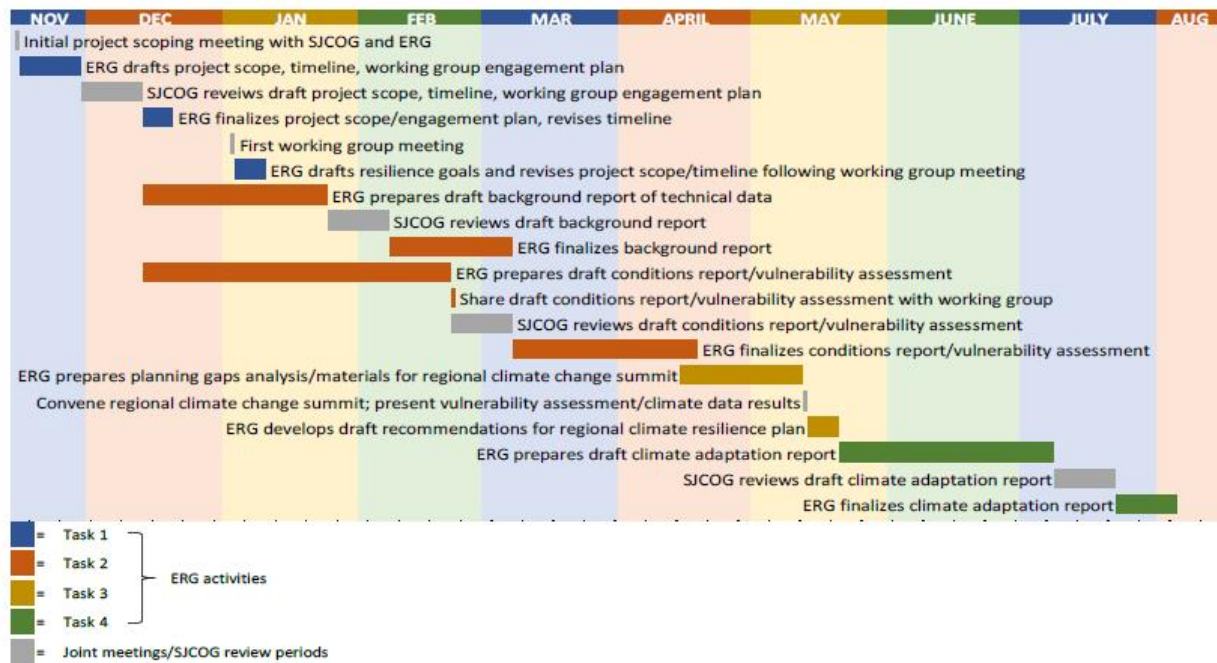 NOV DEC JAN FEB MAR APRIL MAY JUNE JULY AUG
Initial project scoping meeting with SJCOG and ERG
ERG drafts project scope, timeline, working group engagement plan
SJCOG reveiws draft project scope, timeline, working group engagement plan
ERG finalizes project scope/engagement plan, revises timeline
First working group meeting
ERG drafts resilience goals and revises project scope/timeline following working group meeting
ERG prepares draft background report of technical data
SJCOG reviews draft background report
ERG finalizes background report
ERG prepares draft conditions report/vulnerability assessment
Share draft conditions report/vulnerability assessment with working group
SJCOG reviews draft conditions report/vulnerability assessment
ERG finalizes conditions report/vulnerability assessment
ERG prepares planning gaps analysis/materials for regional climate change summit
Convene regional climate change summit; present vulnerability assessment/climate data results
ERG develops draft recommendations for regional climate resilience plan
ERG prepares draft climate adaptation report
SJCOG reviews draft climate adaptation report
ERG finalizes climate adaptation report
= Task 1
= Task 2
ERG activities
= Task 3
= Task 4
= Joint meetings/SJCOG review periods